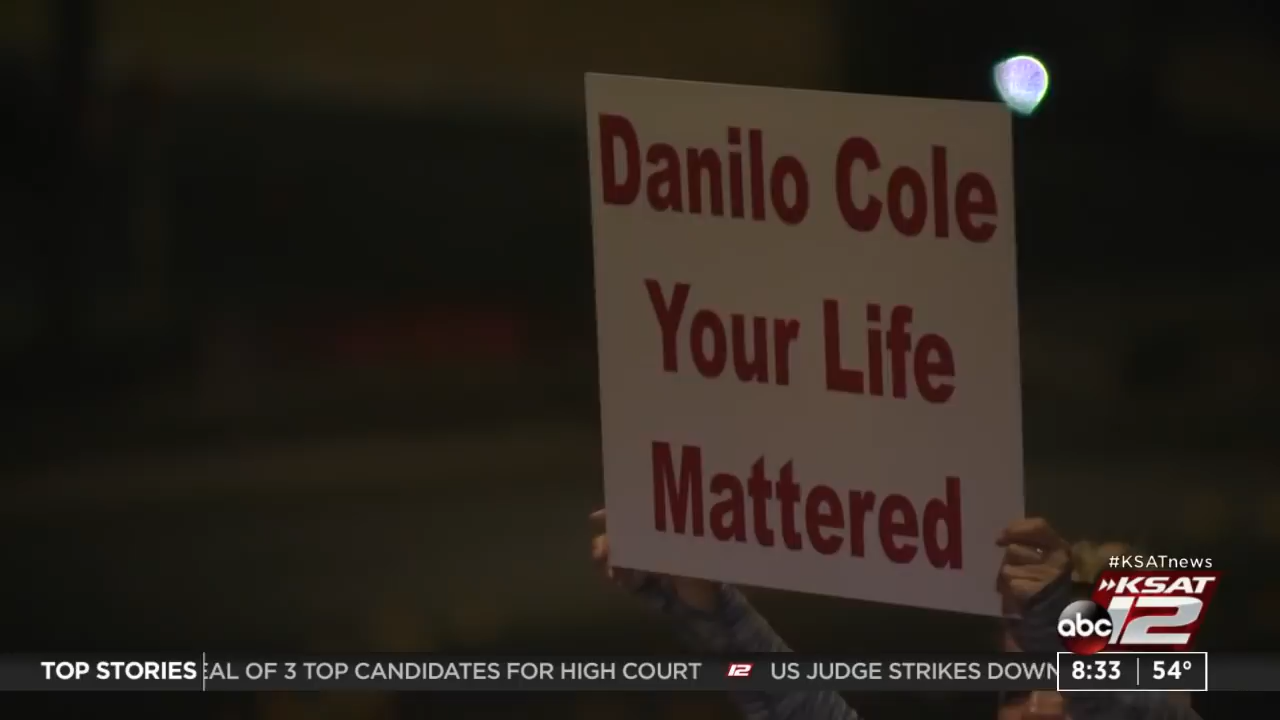 Danilo Cole
Your Life
Mattered
#KSATnews
KSAT
abc 12
TOP STORIES EAL OF 3 TOP CANDIDATES FOR HIGH COURT 12 US JUDGE STRIKES DOWN 8:33 54°